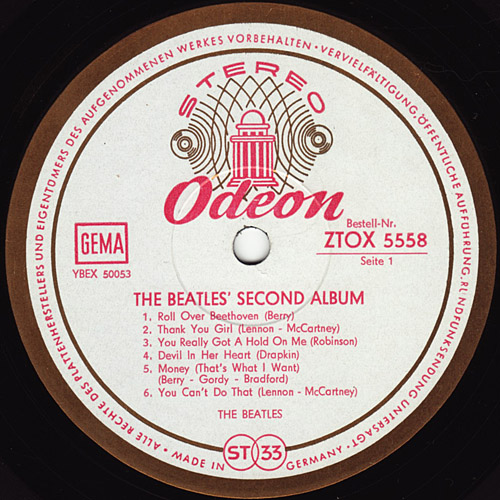 ALLE RECHTE DES PLATTENHERSTELLERS UND EIGENTÜMERS DES AUFGENOMMENEN WERKES VORBEHALTEN • VERVIELFÄLTIGUNG, ÖFFENTLICHE AUFFÜHRUNG, RUNDFUNKSENDUNG UNTERSAGT •
STEREO
Odeon
GEMA
YBEX 50053
Bestell-Nr.
ZTOX 5558
Seite 1
THE BEATLES' SECOND ALBUM
1. Roll Over Beethoven (Berry)
2. Thank You Girl (Lenno - McCartney)
3. You Really Got A Hold On Me (Robinson)
4. Devil In Her Heart (Drapkin)
5. Money (That's What I Want)
(Berry - Gordy - Bradford)
6. You Can't Do That (Lennon - McCartney)
THE BEATLES
MADE IN GERMANY
ST 33